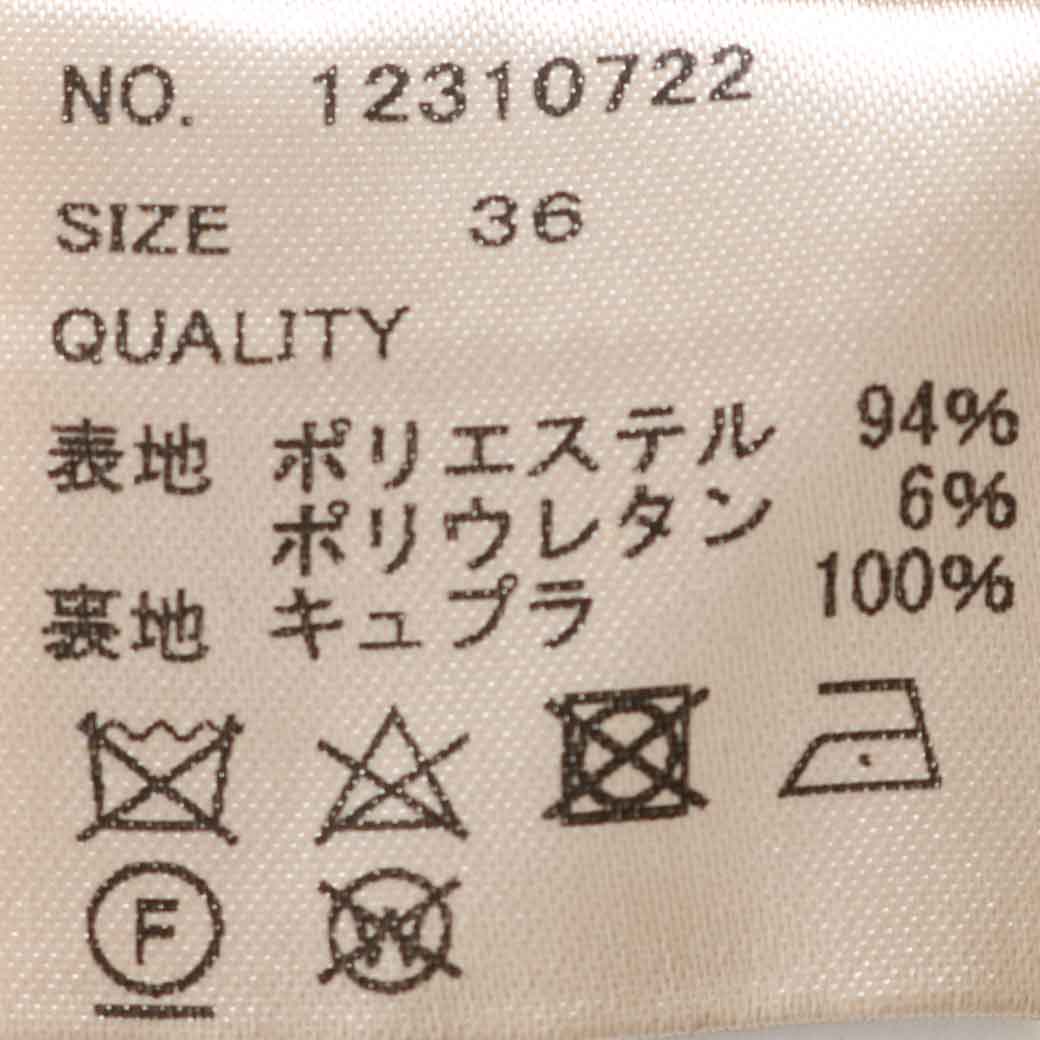 NO. 12310722
SIZE 36
QUALITY
表地 ポリエステル 94%
ポリウレタン 6%
裏地 キュプラ 100%
F
W